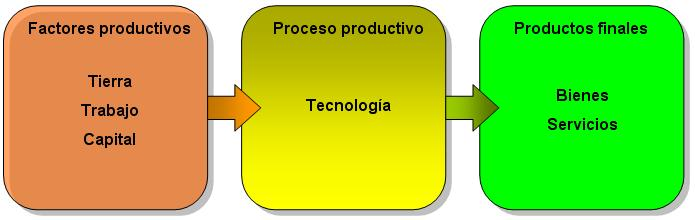 Factores productivos
Tierra
Trabajo
Capital
Proceso productivo
Tecnología
Productos finales
Bienes
Servicios